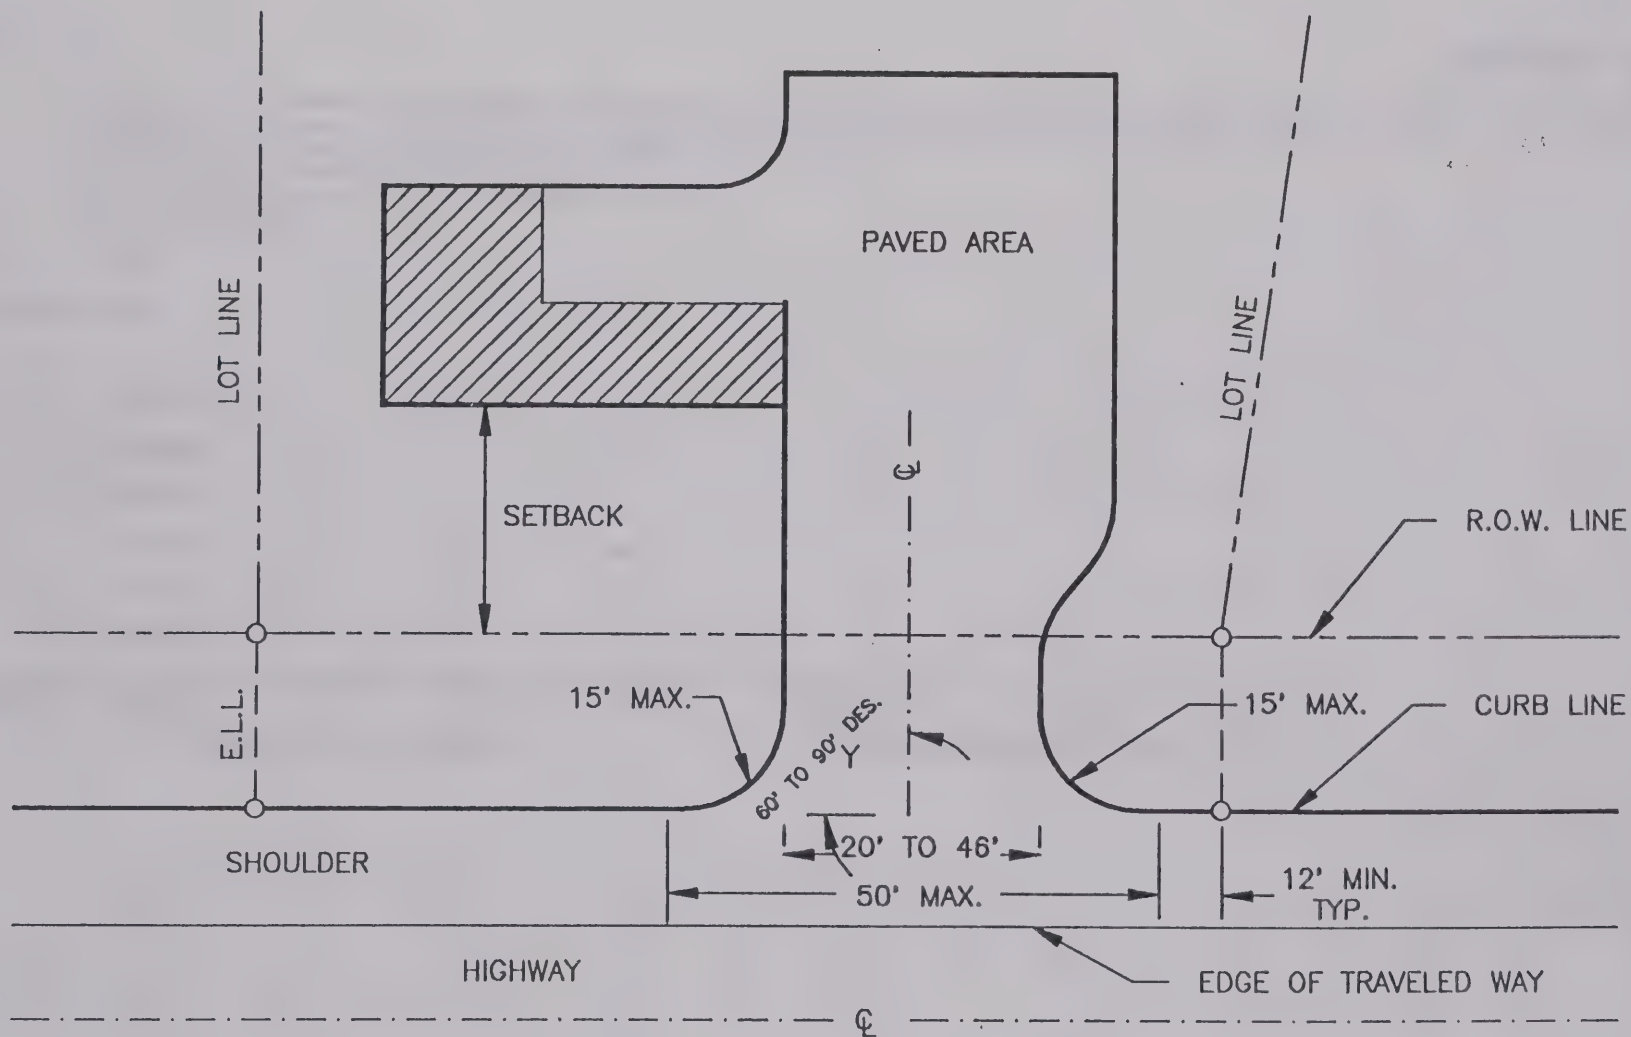 PAVED AREA
LOT LINE
LOT LINE
℄
SETBACK
R.O.W. LINE
E.L.L.
15' MAX.
60' TO 90' DES.
Y
15' MAX.
CURB LINE
SHOULDER
20' TO 46'
50' MAX.
12' MIN.
TYP.
HIGHWAY
EDGE OF TRAVELED WAY
℄